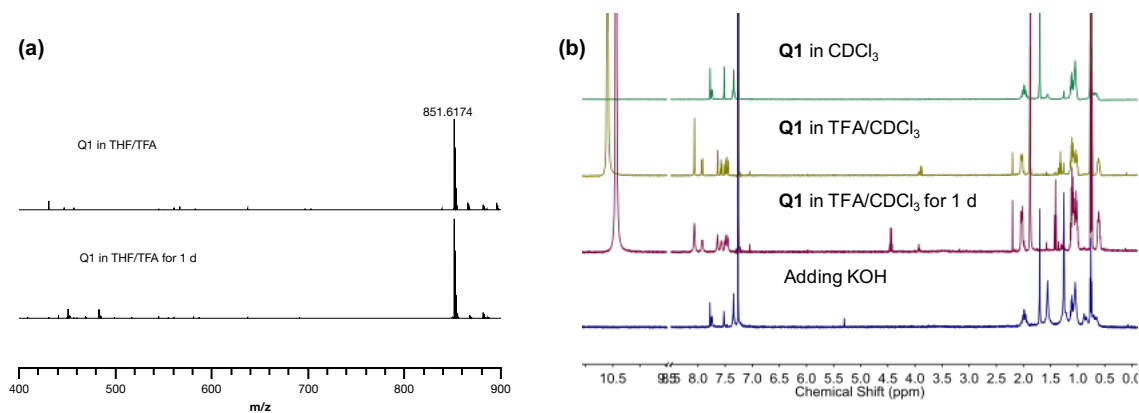 (a)
851.6174
Q1 in THF/TFA
Q1 in THF/TFA for 1 d
400 500 600 700 800 900
m/z
(b)
Q1 in CDCl3
Q1 in TFA/CDCl3
Q1 in TFA/CDCl3 for 1 d
Adding KOH
10.5 8.0 7.5 7.0 6.5 6.0 5.5 5.0 4.5 4.0 3.5 3.0 2.5 2.0 1.5 1.0 0.5 0.0
Chemical Shift (ppm)